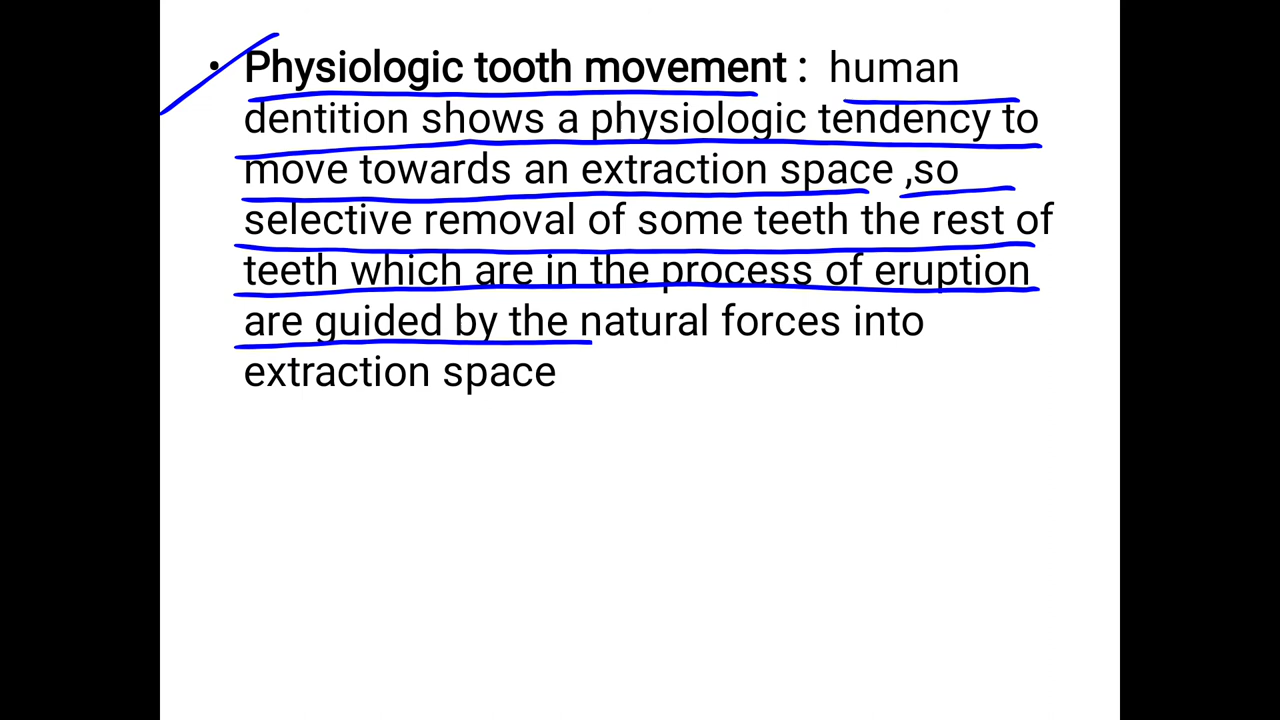 • Physiologic tooth movement : human
dentition shows a physiologic tendency to
move towards an extraction space ,so
selective removal of some teeth the rest of
teeth which are in the process of eruption
are guided by the natural forces into
extraction space